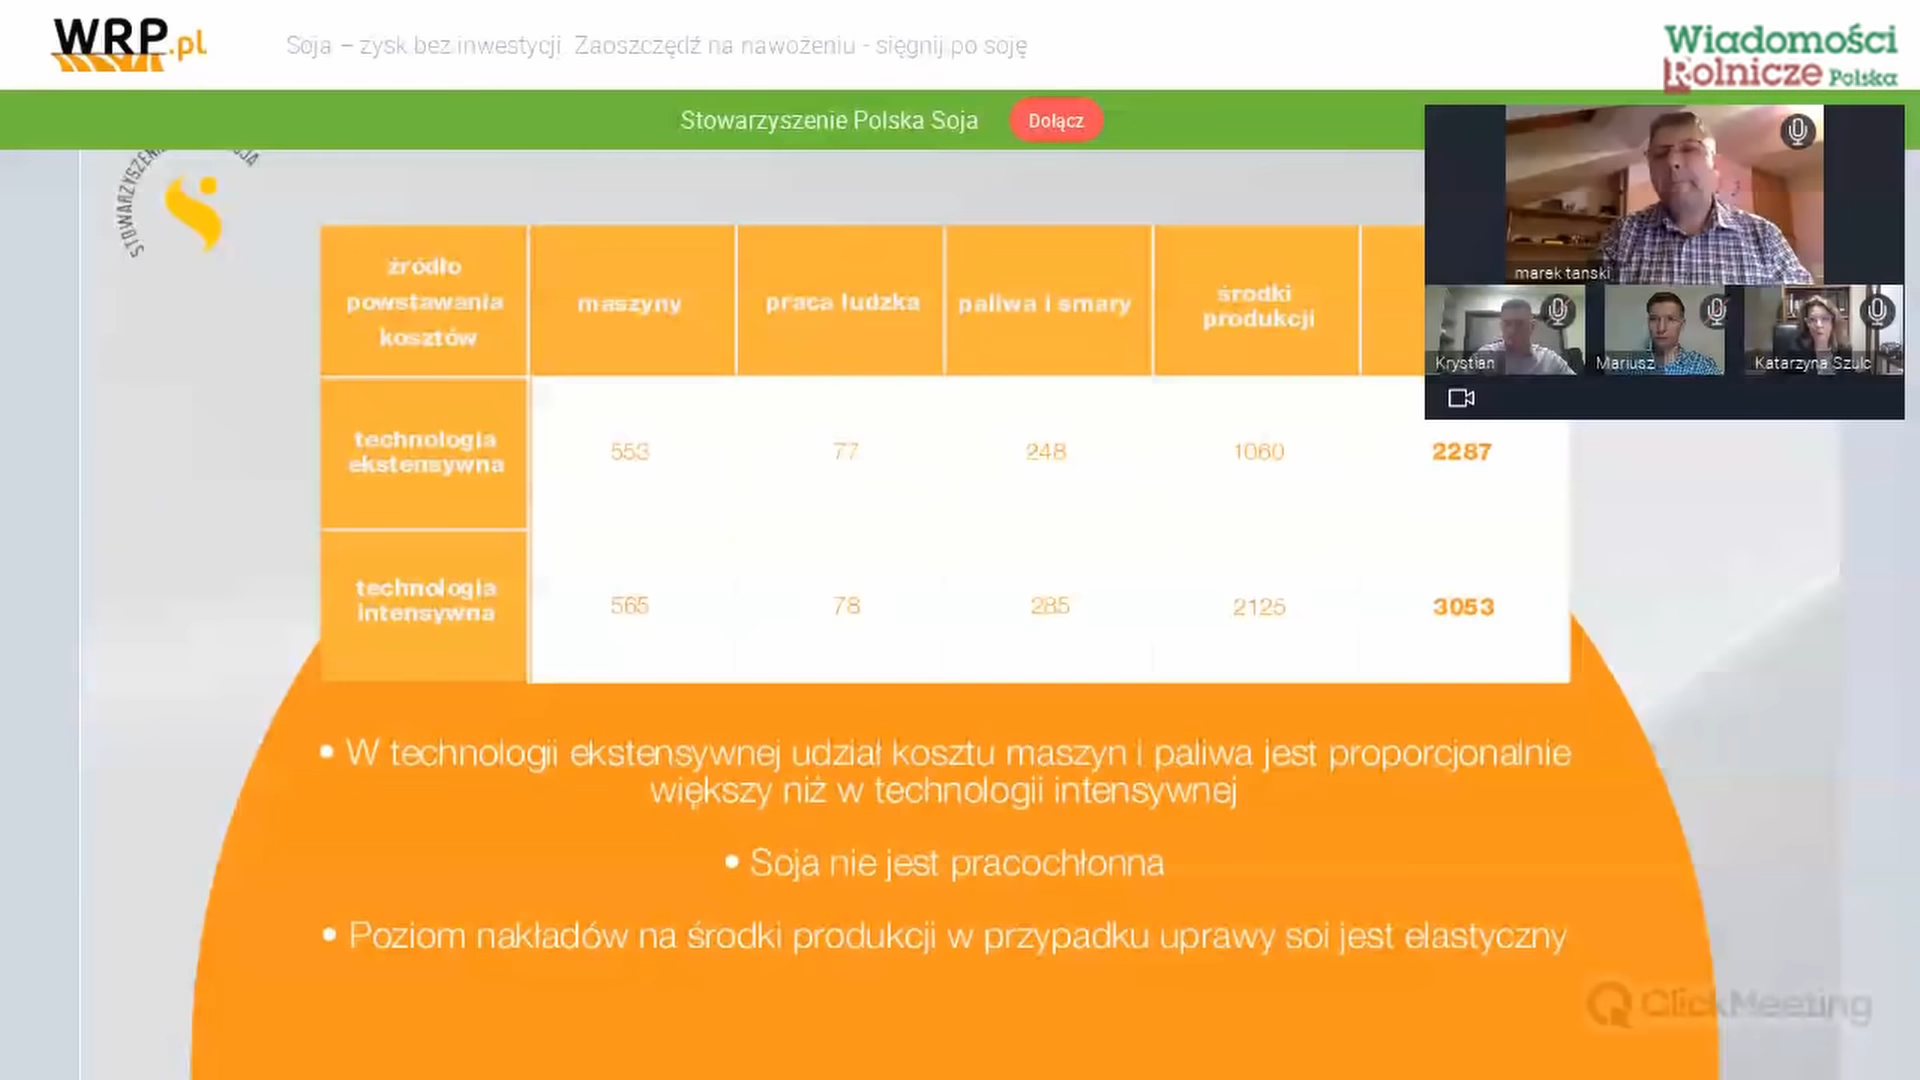 WRP.pl
Soja – zysk bez inwestycji. Zaoszczędź na nawożeniu - sięgnij po soję
Wiadomości
Rolnicze Polska
Stowarzyszenie Polska Soja
Dołącz
marek tanski
Krystian
Mariusz
Katarzyna Szulc
źródło
powstawania
kosztów
maszyny
praca ludzka
paliwa i smary
środki
produkcji
technologia
ekstensywna
553
77
248
1060
2287
technologia
intensywna
565
78
285
2125
3053
• W technologii ekstensywnej udział kosztu maszyn i paliwa jest proporcjonalnie
większy niż w technologii intensywnej
• Soja nie jest pracochłonna
• Poziom nakładów na środki produkcji w przypadku uprawy soi jest elastyczny
ClickMeeting